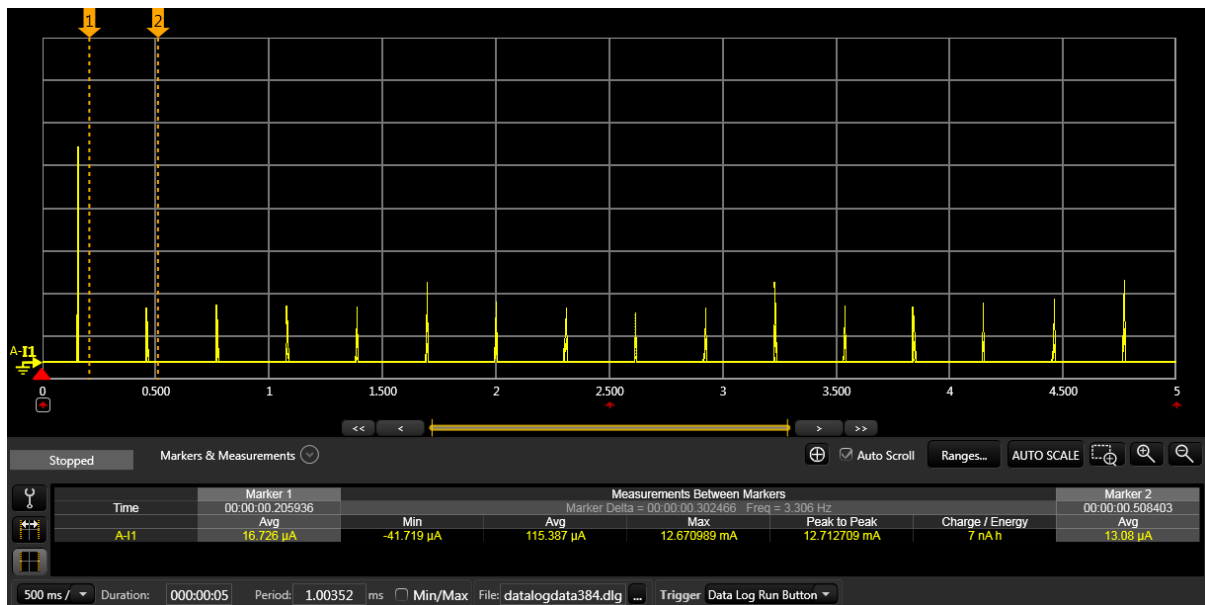 1 2
A-I1
0 0.500 1 1.500 2 2.500 3 3.500 4 4.500 5
<< < > >>
Stopped Markers & Measurements Auto Scroll Ranges... AUTO SCALE
Marker 1 Measurements Between Markers Marker 2
Time 00:00:00.205936 Marker Delta = 00:00:00.302466 Freq = 3.306 Hz 00:00:00.508403
Avg Min Avg Max Peak to Peak Charge / Energy Avg
A-I1 16.726 µA -41.719 µA 115.387 µA 12.670989 mA 12.712709 mA 7 nA h 13.08 µA
500 ms / Duration: 000:00:05 Period: 1.00352 ms Min/Max File: datalogdata384.dlg ... Trigger Data Log Run Button